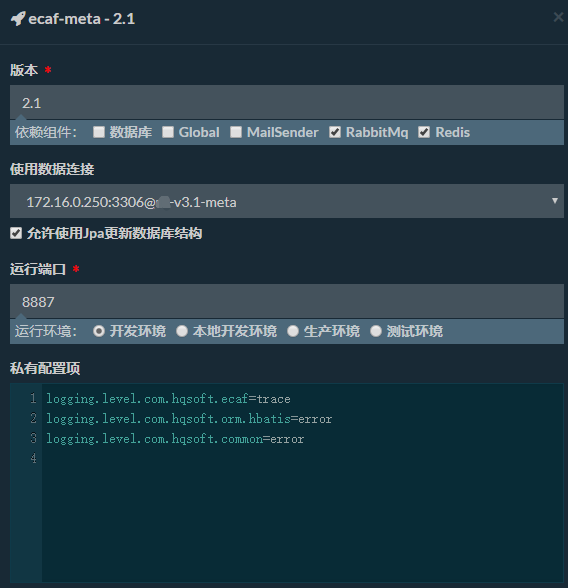 ecaf-meta - 2.1
版本 *
2.1
依赖组件： 数据库 Global MailSender RabbitMq Redis
使用数据连接
172.16.0.250:3306@ -v3.1-meta
允许使用Jpa更新数据库结构
运行端口 *
8887
运行环境： 开发环境 本地开发环境 生产环境 测试环境
私有配置项
1 logging.level.com.hqsoft.ecaf=trace
2 logging.level.com.hqsoft.orm.hbatis=error
3 logging.level.com.hqsoft.common=error
4